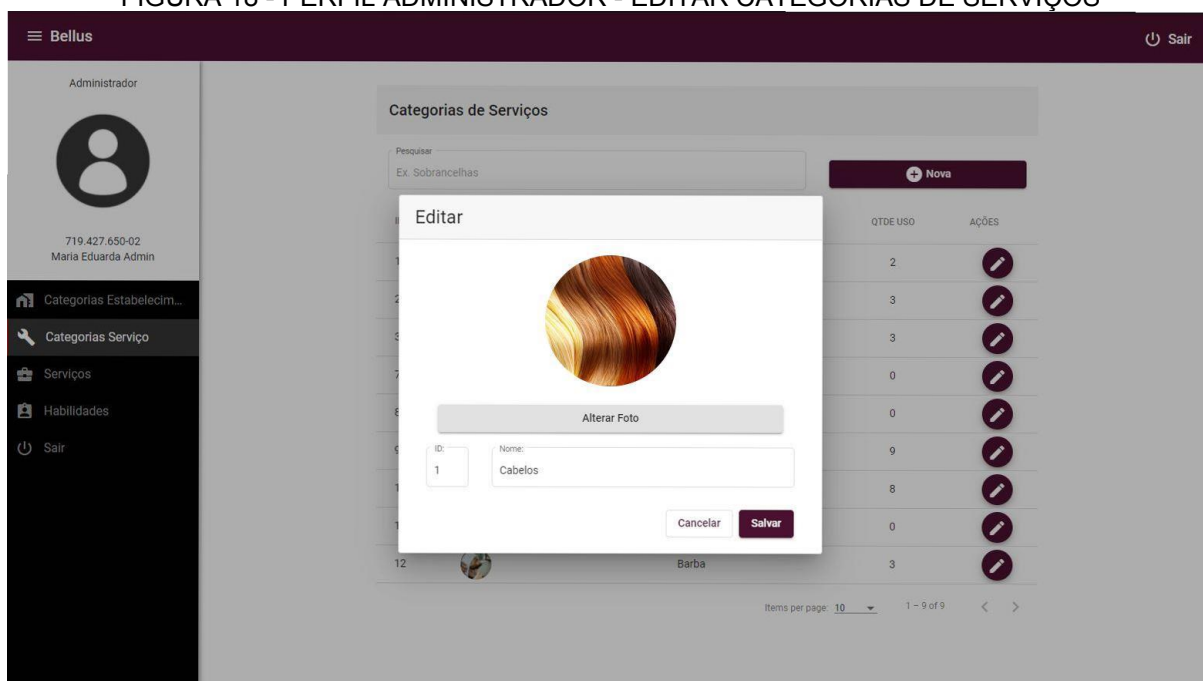 FIGURA 18 - PERFIL ADMINISTRADOR - EDITAR CATEGORIAS DE SERVIÇOS
Bellus
Sair
Administrador
719.427.650-02
Maria Eduarda Admin
Categorias Estabelecim...
Categorias Serviço
Serviços
Habilidades
Sair
Categorias de Serviços
Pesquisar
Ex. Sobrancelhas
Nova
QTDE USO AÇÕES
2
3
3
0
0
9
8
0
12 Barba 3
Items per page: 10 1 – 9 of 9
Editar
Alterar Foto
ID: Nome:
1 Cabelos
Cancelar Salvar